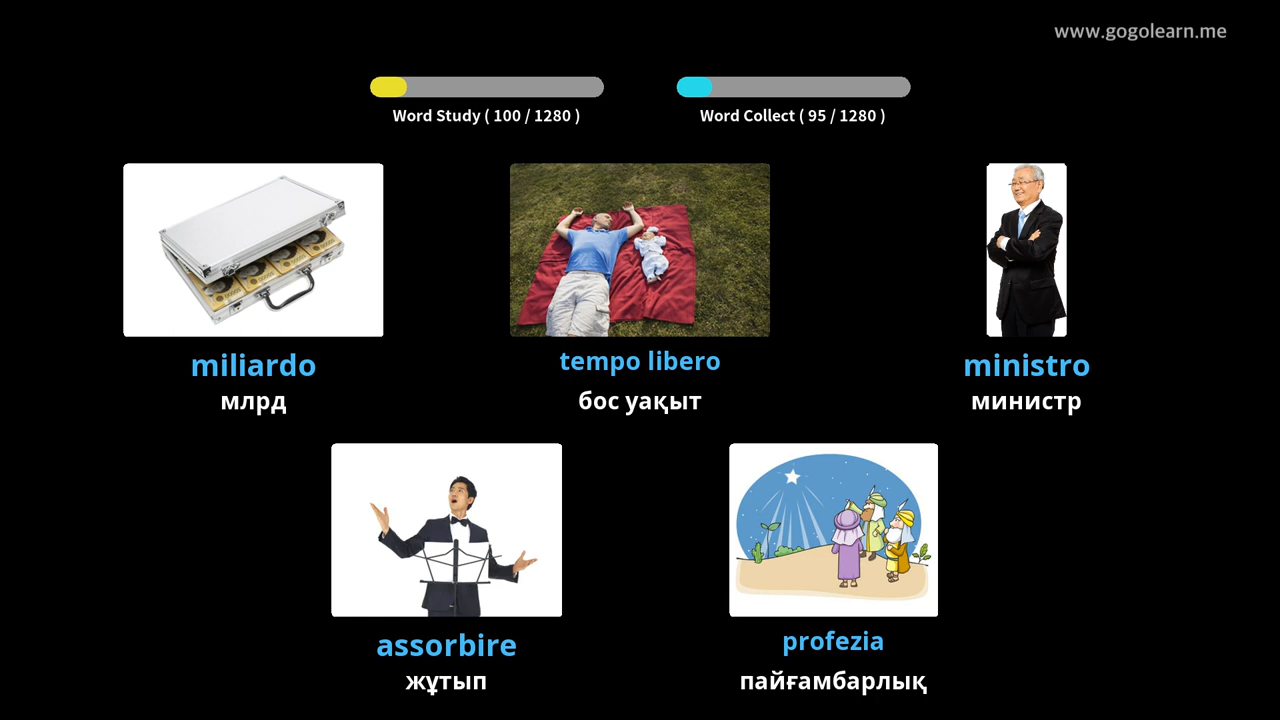 www.gogolearn.me
Word Study ( 100 / 1280 )
Word Collect ( 95 / 1280 )
miliardo
млрд
tempo libero
бос уақыт
ministro
министр
assorbire
жұтып
profezia
пайғамбарлық